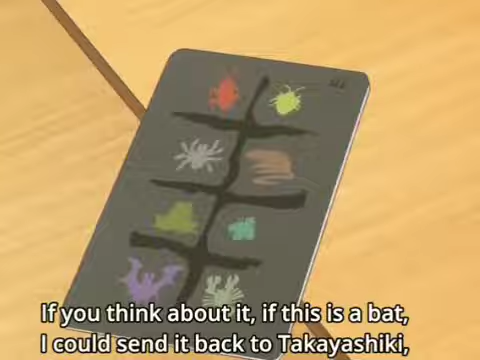 If you think about it, if this is a bat,
I could send it back to Takayashiki,